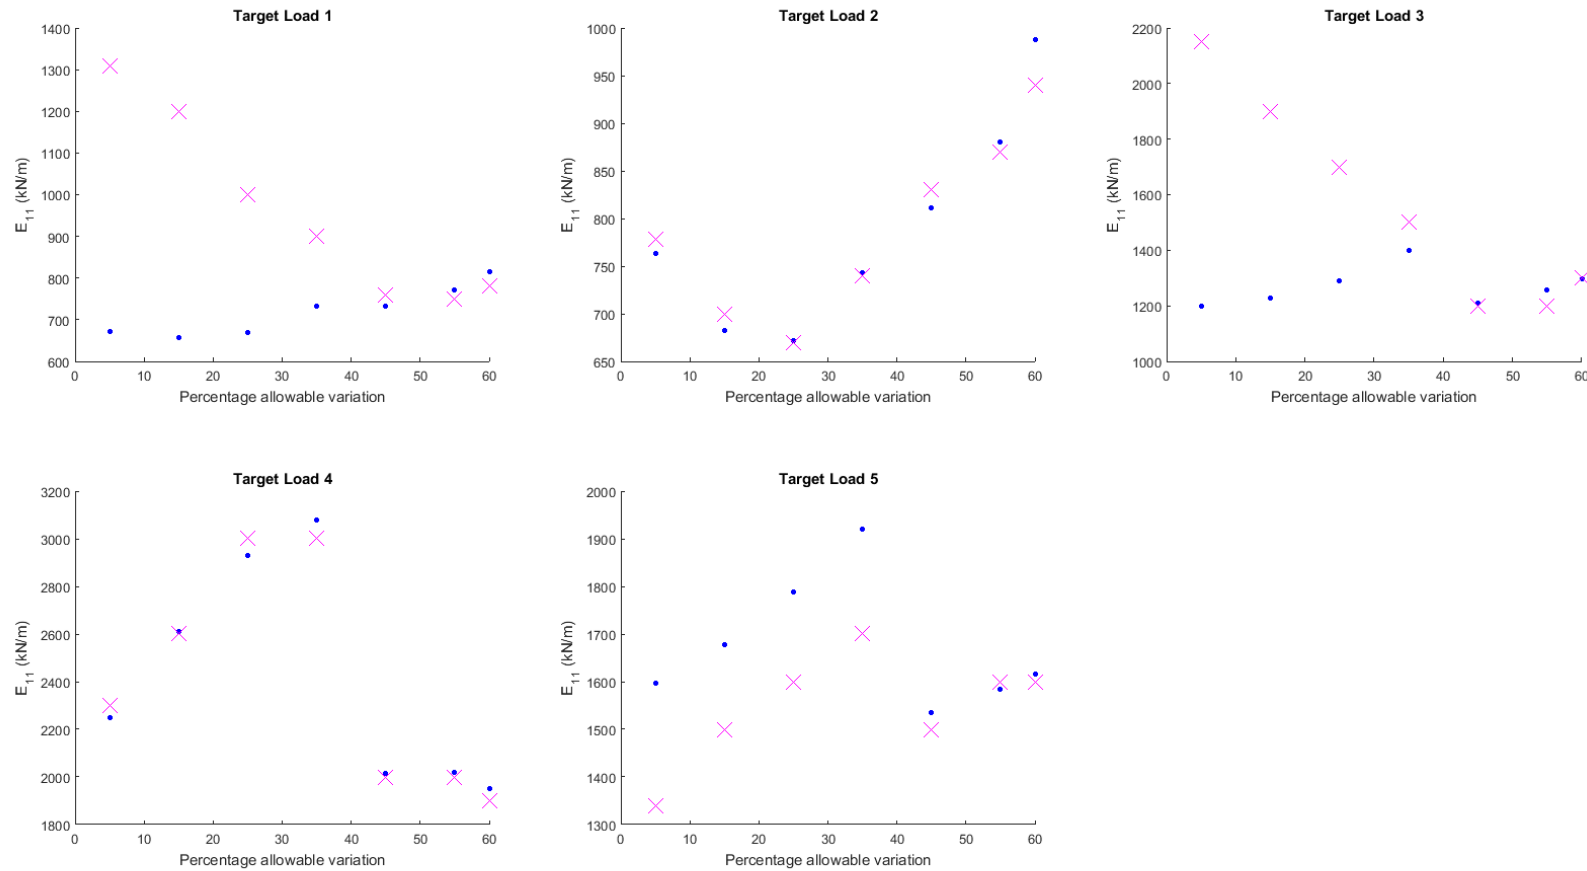 Target Load 1
1400
1300
1200
1100
1000
900
800
700
600
E11 (kN/m)
0 10 20 30 40 50 60
Percentage allowable variation
Target Load 2
1000
950
900
850
800
750
700
650
E11 (kN/m)
0 10 20 30 40 50 60
Percentage allowable variation
Target Load 3
2200
2000
1800
1600
1400
1200
1000
E11 (kN/m)
0 10 20 30 40 50 60
Percentage allowable variation
Target Load 4
3200
3000
2800
2600
2400
2200
2000
1800
E11 (kN/m)
0 10 20 30 40 50 60
Percentage allowable variation
Target Load 5
2000
1900
1800
1700
1600
1500
1400
1300
E11 (kN/m)
0 10 20 30 40 50 60
Percentage allowable variation